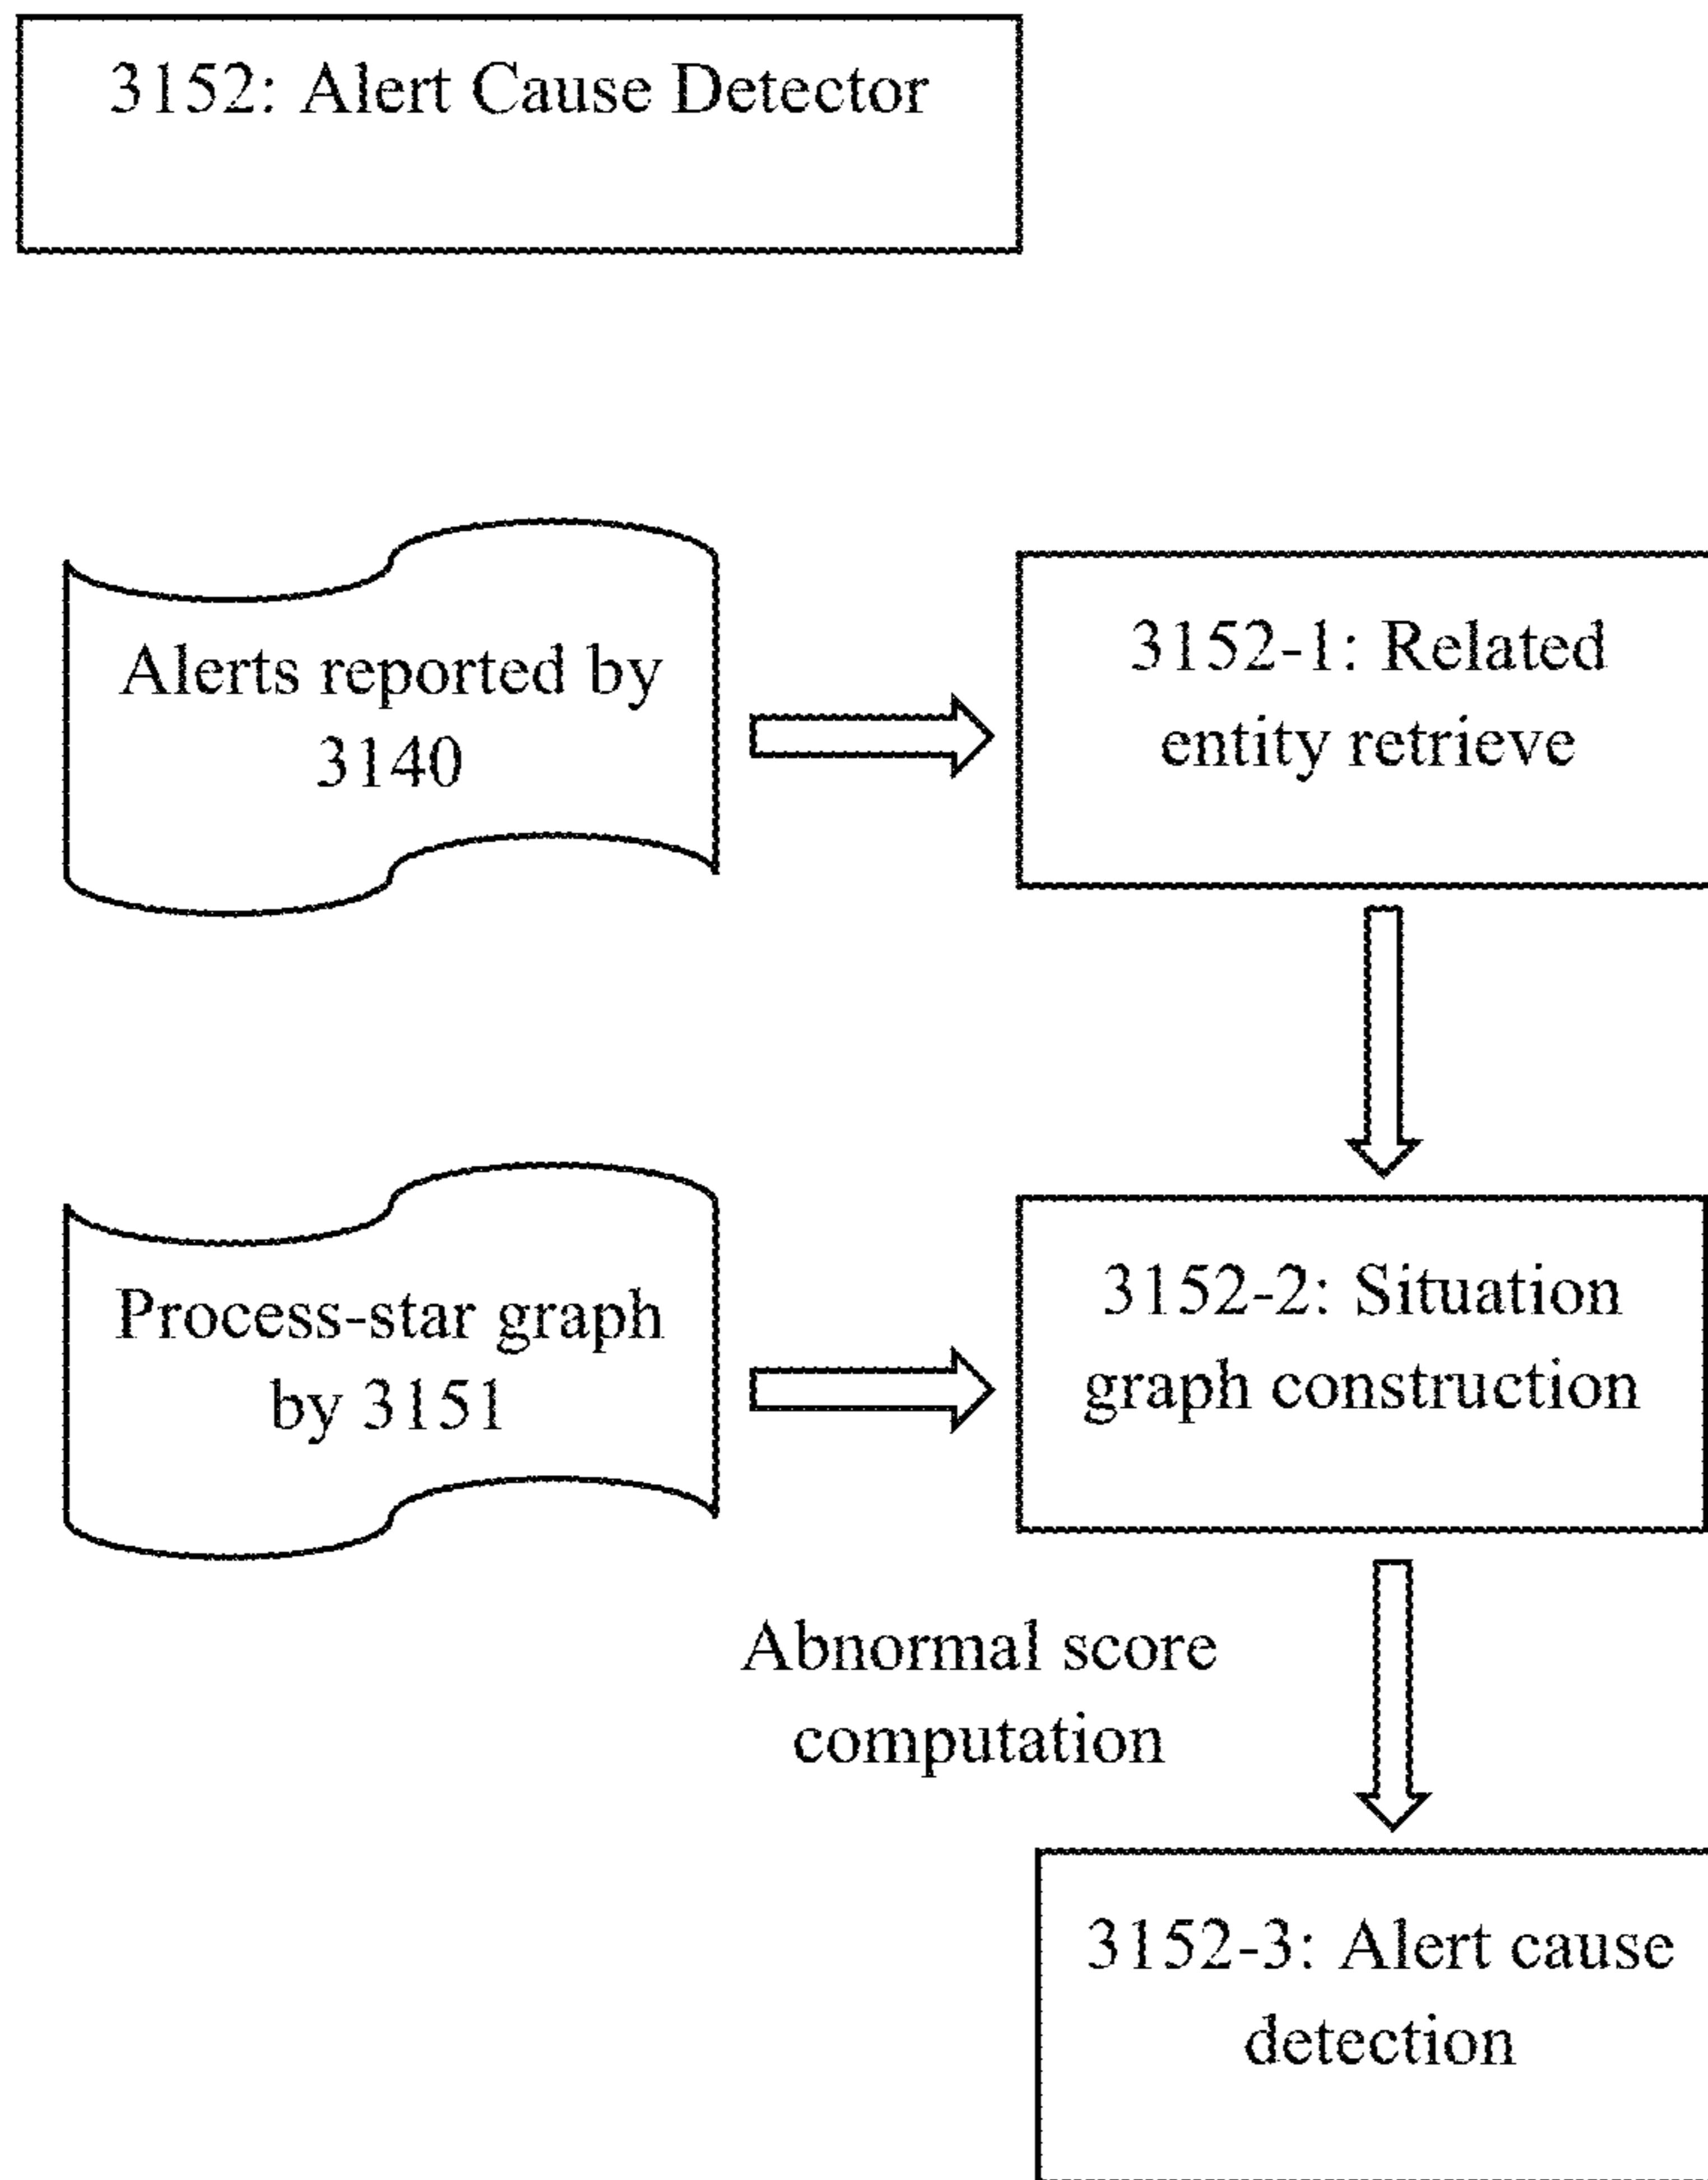 3152: Alert Cause Detector
Alerts reported by
3140
3152-1: Related
entity retrieve
Process-star graph
by 3151
3152-2: Situation
graph construction
Abnormal score
computation
3152-3: Alert cause
detection